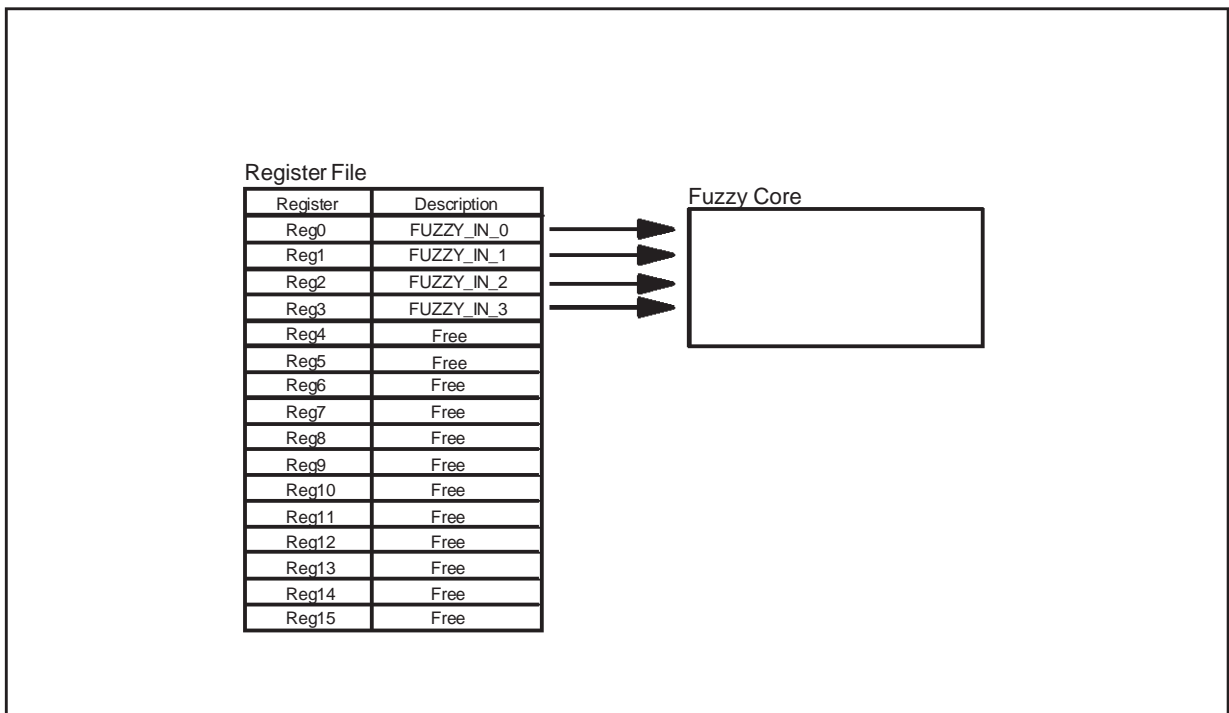 Register File
Fuzzy Core
Register Description
Reg0 FUZZY_IN_0
Reg1 FUZZY_IN_1
Reg2 FUZZY_IN_2
Reg3 FUZZY_IN_3
Reg4 Free
Reg5 Free
Reg6 Free
Reg7 Free
Reg8 Free
Reg9 Free
Reg10 Free
Reg11 Free
Reg12 Free
Reg13 Free
Reg14 Free
Reg15 Free